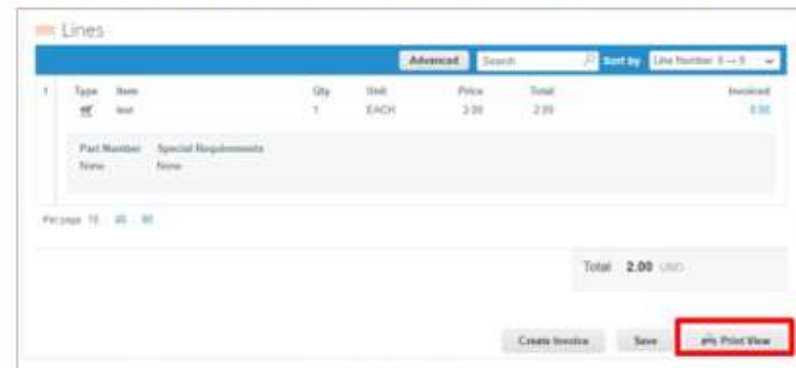 Lines
Advanced Search Sort by Line Number: 0 → 9
1 Type Item Qty Unit Price Total Invoiced
test 1 EACH 2.00 2.00 0.00
Part Number Special Requirements
None None
Per page 15 45 90
Total 2.00 USD
Create Invoice Save Print View